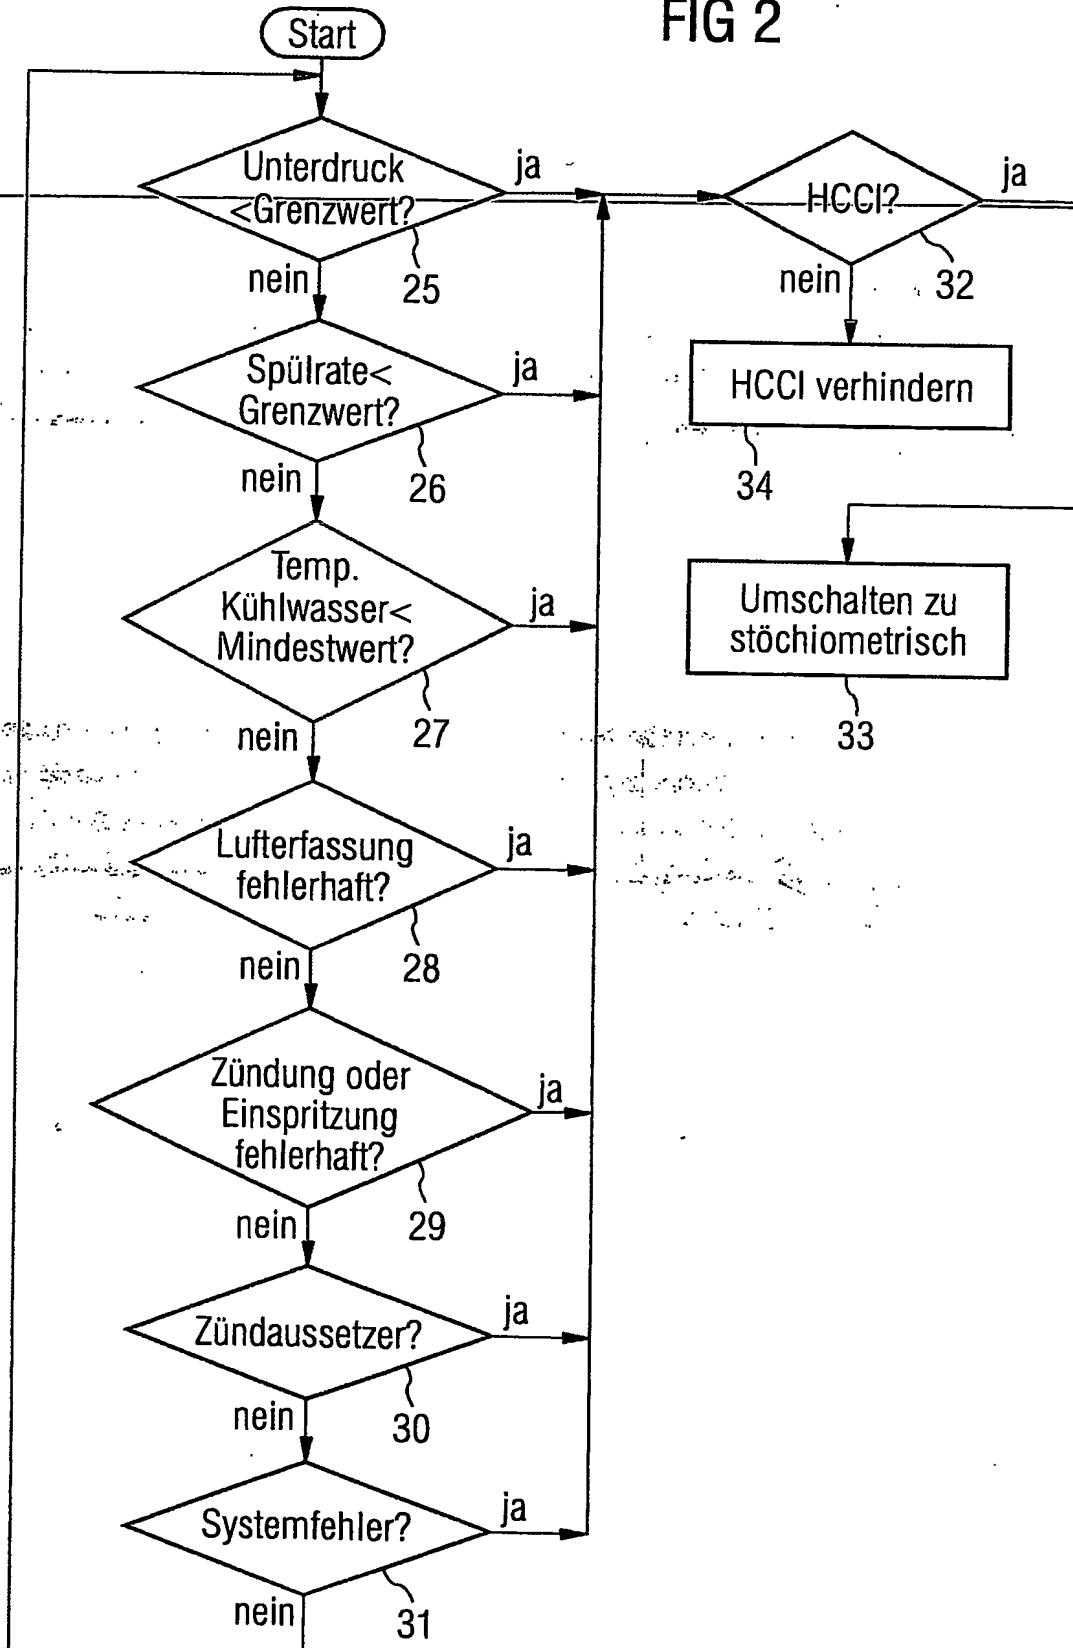 FIG 2
Start
Unterdruck
<Grenzwert?
ja
nein
25
Spülrate<
Grenzwert?
ja
nein
26
Temp.
Kühlwasser<
Mindestwert?
ja
nein
27
Lufterfassung
fehlerhaft?
ja
nein
28
Zündung oder
Einspritzung
fehlerhaft?
ja
nein
29
Zündaussetzer?
ja
nein
30
Systemfehler?
ja
nein
31
HCCI?
ja
nein
32
HCCI verhindern
34
Umschalten zu
stöchiometrisch
33